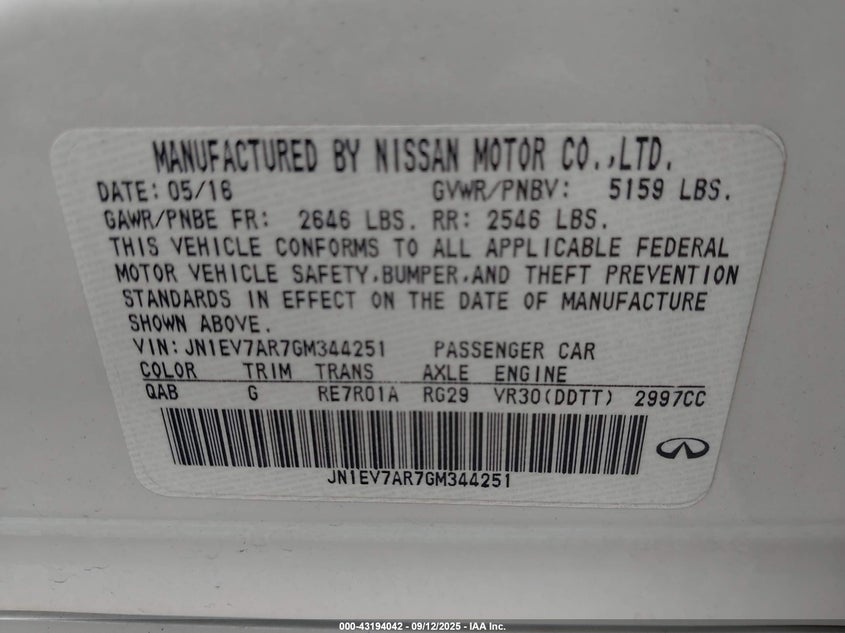 MANUFACTURED BY NISSAN MOTOR CO.,LTD.
DATE: 05/16 GVWR/PNBV: 5159 LBS.
GAWR/PNBE FR: 2646 LBS. RR: 2546 LBS.
THIS VEHICLE CONFORMS TO ALL APPLICABLE FEDERAL
MOTOR VEHICLE SAFETY,BUMPER,AND THEFT PREVENTION
STANDARDS IN EFFECT ON THE DATE OF MANUFACTURE
SHOWN ABOVE.
VIN: JN1EV7AR7GM344251 PASSENGER CAR
COLOR TRIM TRANS AXLE ENGINE
QAB G RE7R01A RG29 VR30(DDTT) 2997CC
JN1EV7AR7GM344251
000-43194042 - 09/12/2025 - IAA Inc.